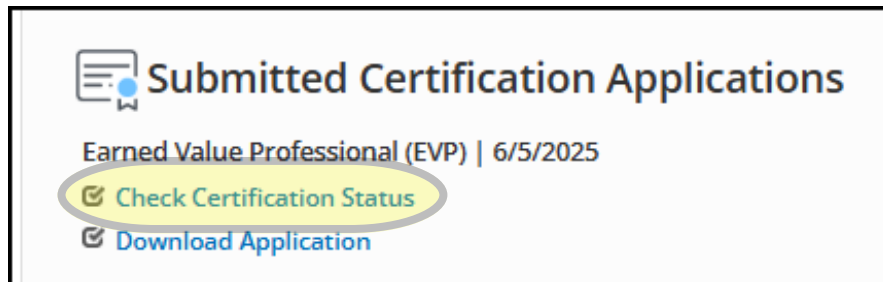 Submitted Certification Applications
Earned Value Professional (EVP) | 6/5/2025
Check Certification Status
Download Application